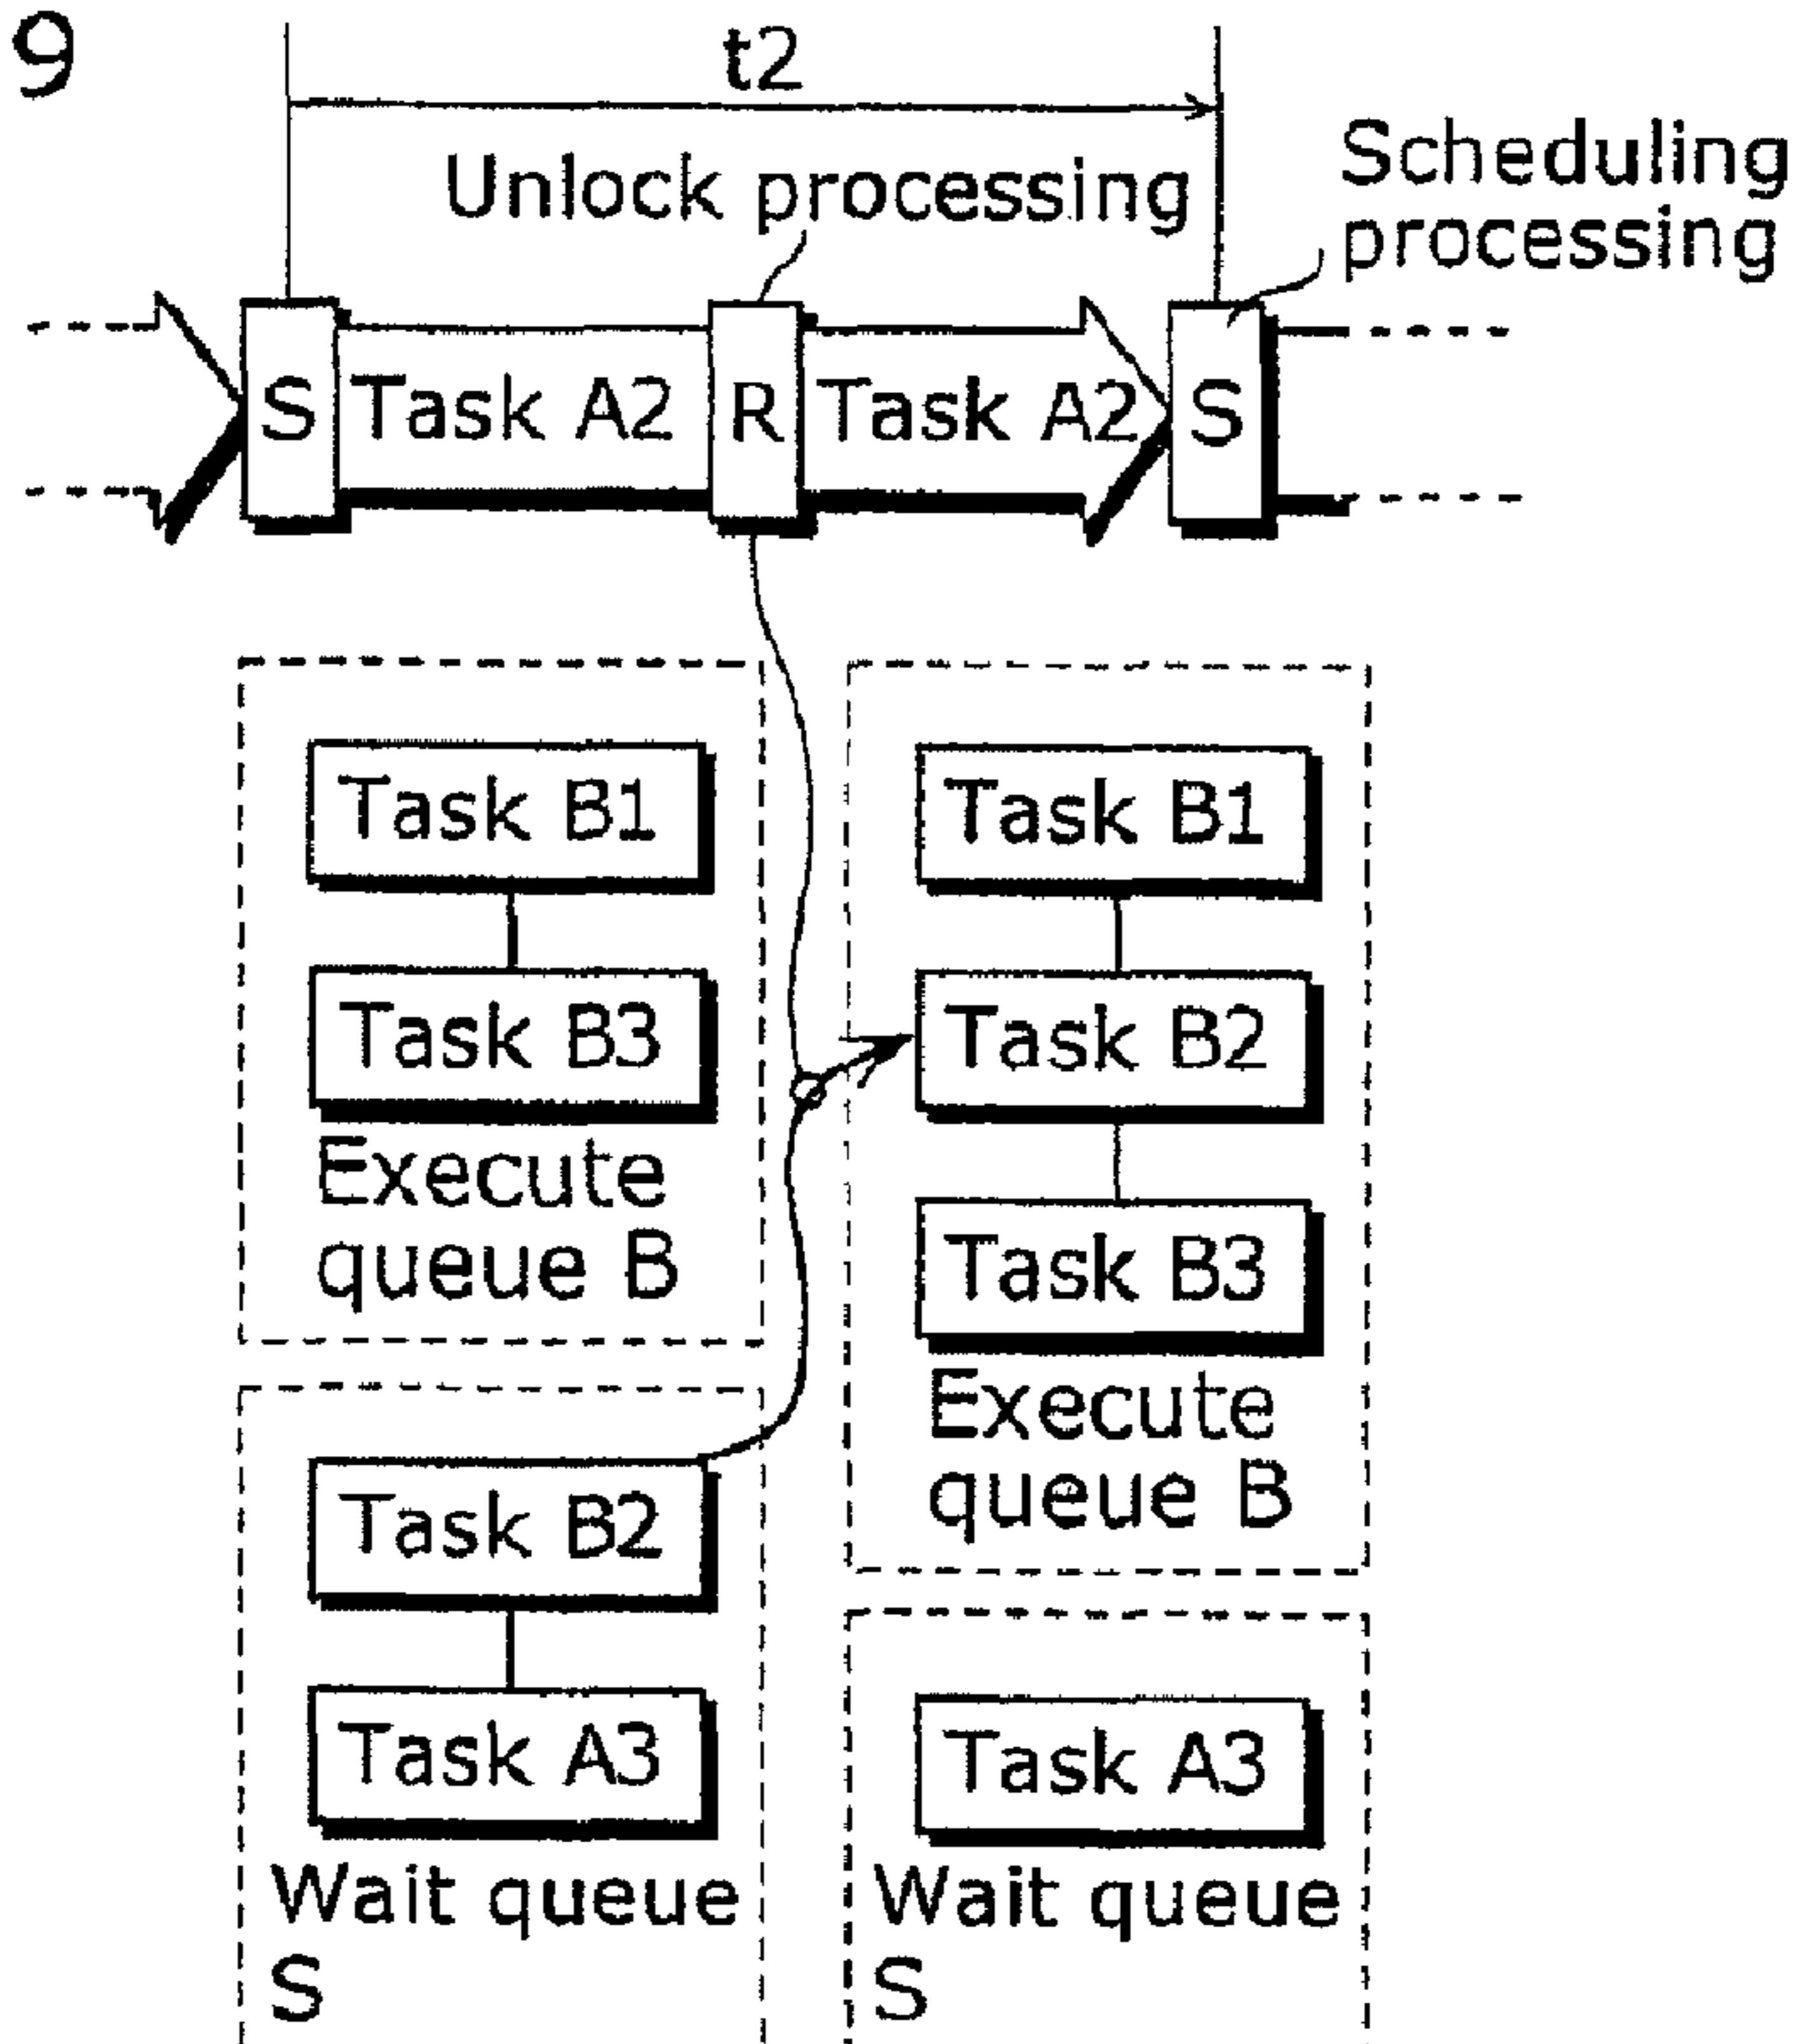 9
t2
Unlock processing
Scheduling
processing
S Task A2 R Task A2 S
Task B1
Task B3
Execute
queue B
Task B2
Task A3
Wait queue
S
Task B1
Task B2
Task B3
Execute
queue B
Task A3
Wait queue
S